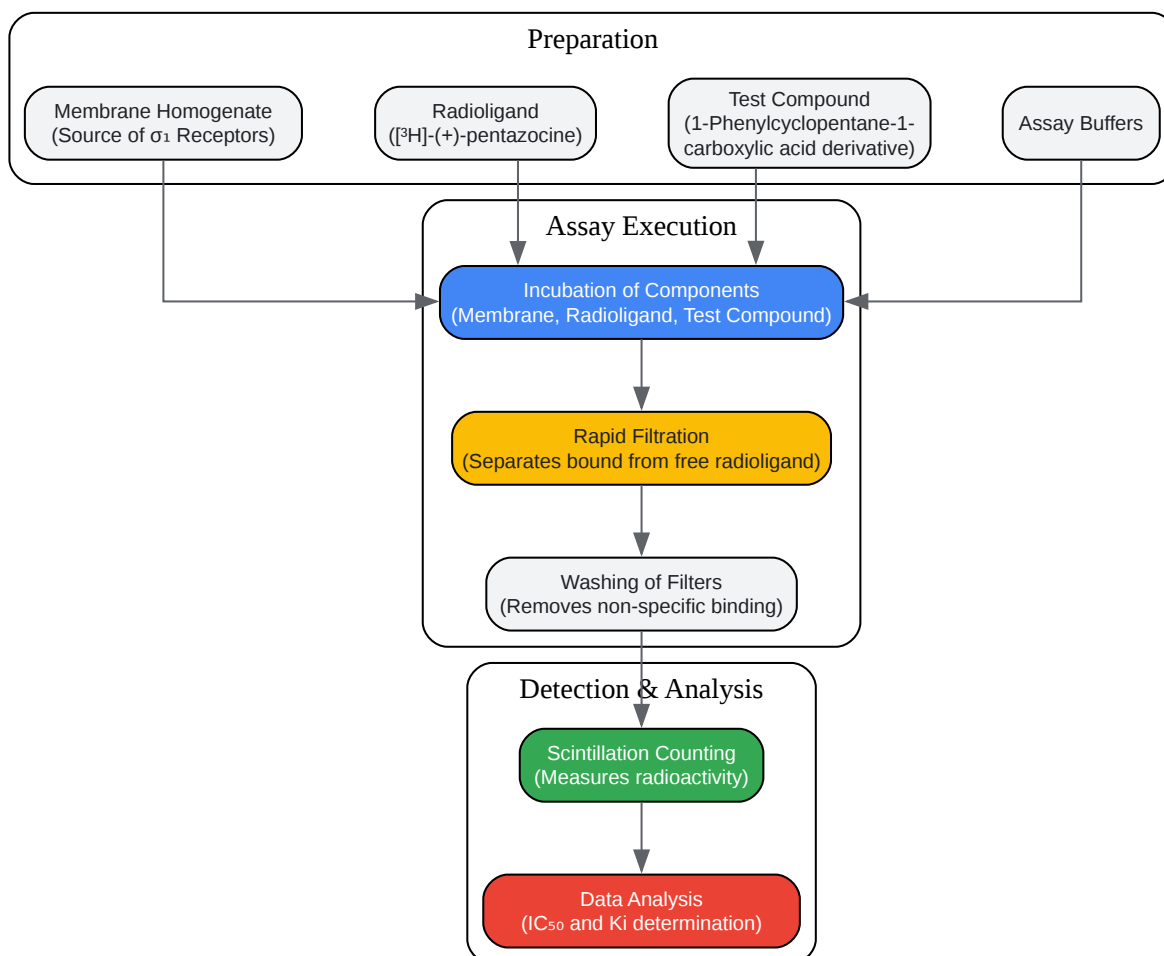 Preparation
Membrane Homogenate
(Source of σ₁ Receptors)
Radioligand
([³H]-(+)-pentazocine)
Test Compound
(1-Phenylcyclopentane-1-
carboxylic acid derivative)
Assay Buffers
Assay Execution
Incubation of Components
(Membrane, Radioligand, Test Compound)
Rapid Filtration
(Separates bound from free radioligand)
Washing of Filters
(Removes non-specific binding)
Detection & Analysis
Scintillation Counting
(Measures radioactivity)
Data Analysis
(IC₅₀ and Ki determination)